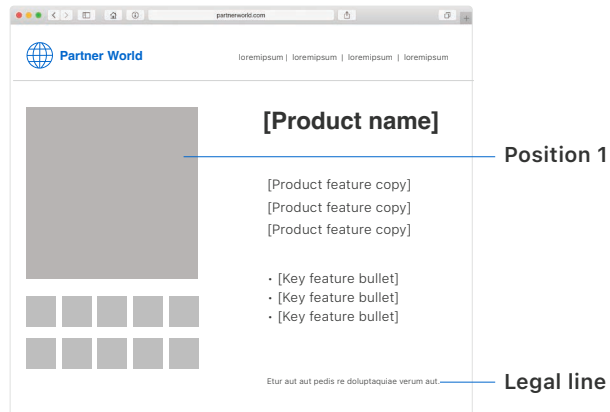 partnerworld.com
Partner World
loremipsum | loremipsum | loremipsum | loremipsum
[Product name]
Position 1
[Product feature copy]
[Product feature copy]
[Product feature copy]
• [Key feature bullet]
• [Key feature bullet]
• [Key feature bullet]
Etur aut aut pedis re doluptaquiae verum aut.
Legal line